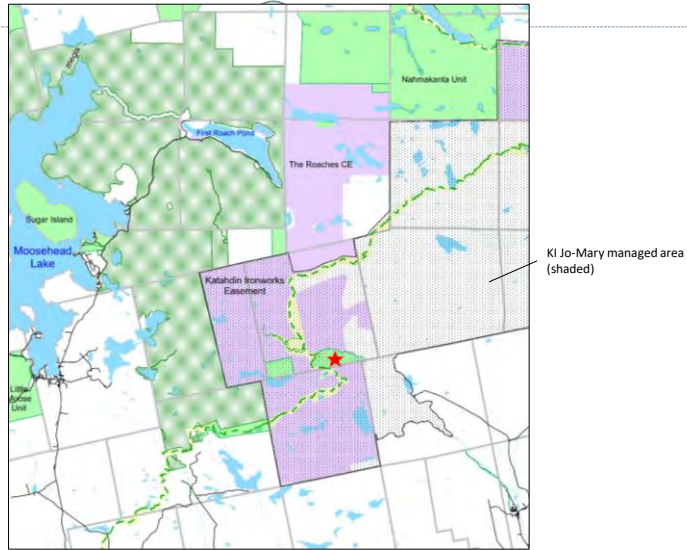 megis
Nahmakanta Unit
First Roach Pond
The Roaches CE
Sugar Island
Moosehead
Lake
Katahdin Ironworks
Easement
KI Jo-Mary managed area
(shaded)
Little
Moose
Unit